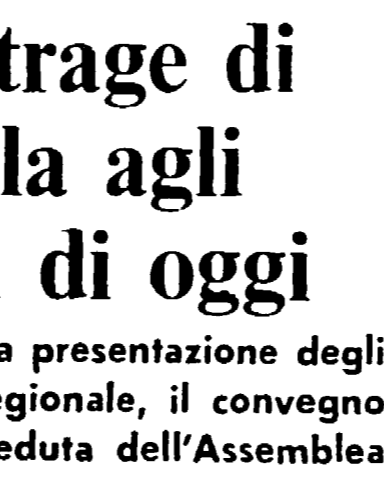 trage di
la agli
di oggi
a presentazione degli
egionale, il convegno
eduta dell'Assemblea